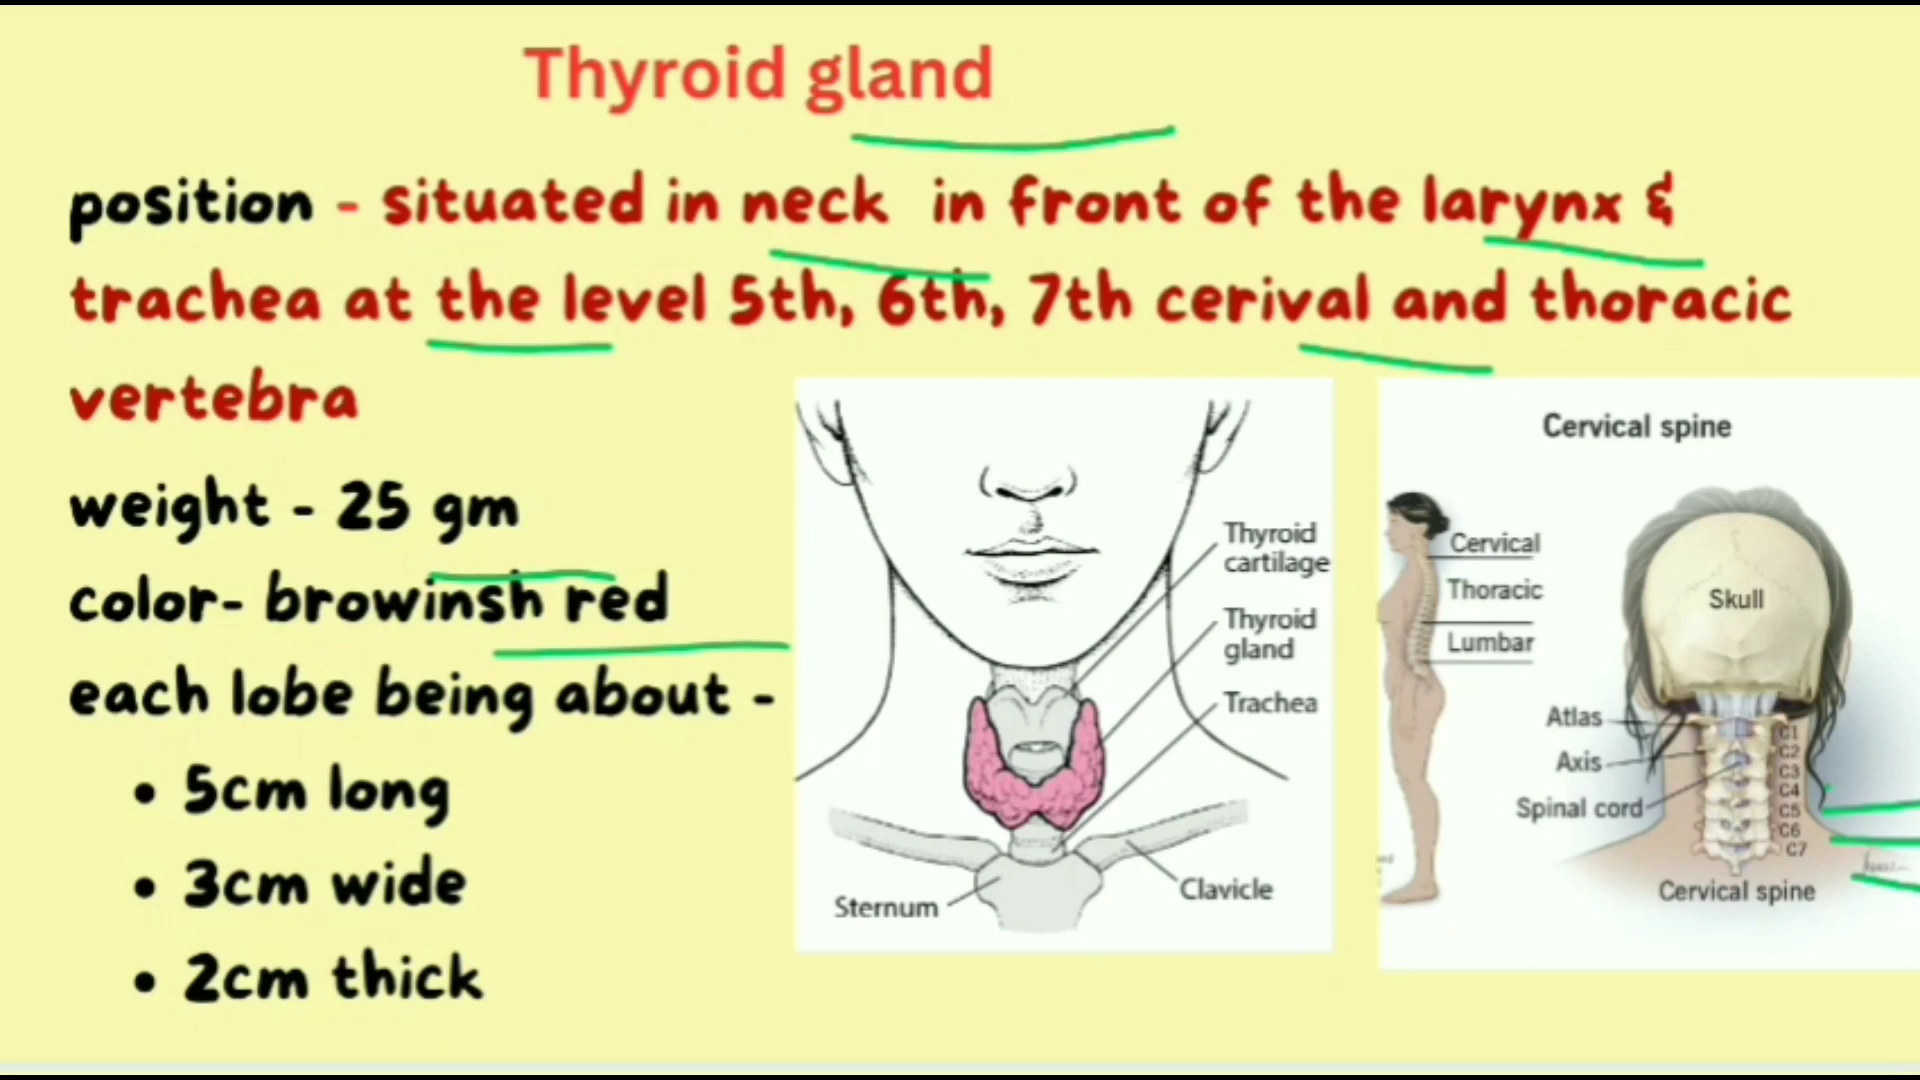 Thyroid gland
position - situated in neck in front of the larynx &
trachea at the level 5th, 6th, 7th cerival and thoracic
vertebra
weight - 25 gm
color- browinsh red
each lobe being about -
• 5cm long
• 3cm wide
• 2cm thick
Thyroid
cartilage
Thyroid
gland
Trachea
Clavicle
Sternum
Cervical spine
Cervical
Thoracic
Lumbar
Skull
Atlas
Axis
Spinal cord
C1
C2
C3
C4
C5
C6
C7
Cervical spine